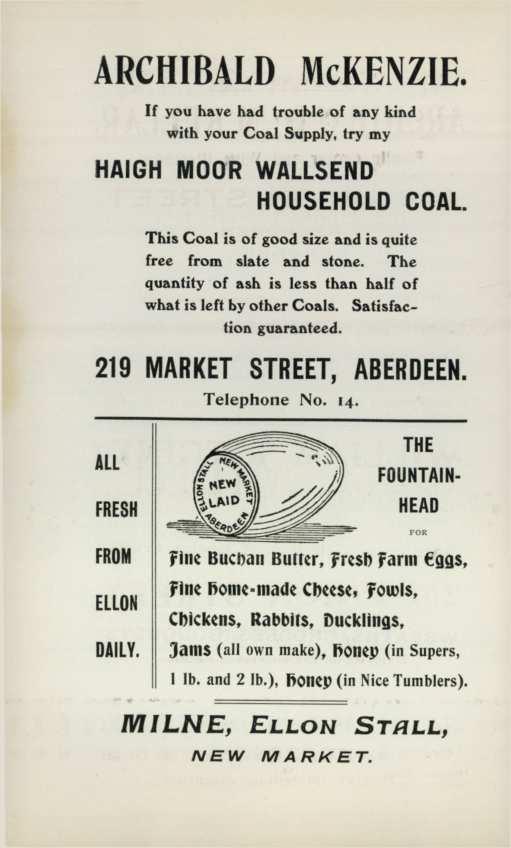 ARCHIBALD McKENZIE.
If you have had trouble of any kind
with your Coal Supply, try my
HAIGH MOOR WALLSEND
HOUSEHOLD COAL.
This Coal is of good size and is quite
free from slate and stone. The
quantity of ash is less than half of
what is left by other Coals. Satisfac-
tion guaranteed.
219 MARKET STREET, ABERDEEN.
Telephone No. 14.
ALL
FRESH
FROM
ELLON
DAILY.
ELLON STALL NEW MARKET
NEW
LAID
ABERDEEN
THE
FOUNTAIN-
HEAD
FOR
Fine Buchan Butter, Fresh Farm Eggs,
Fine Home-made Cheese, Fowls,
Chickens, Rabbits, Ducklings,
Jams (all own make), Honey (in Supers,
1 lb. and 2 lb.), Honey (in Nice Tumblers).
MILNE, ELLON STALL,
NEW MARKET.